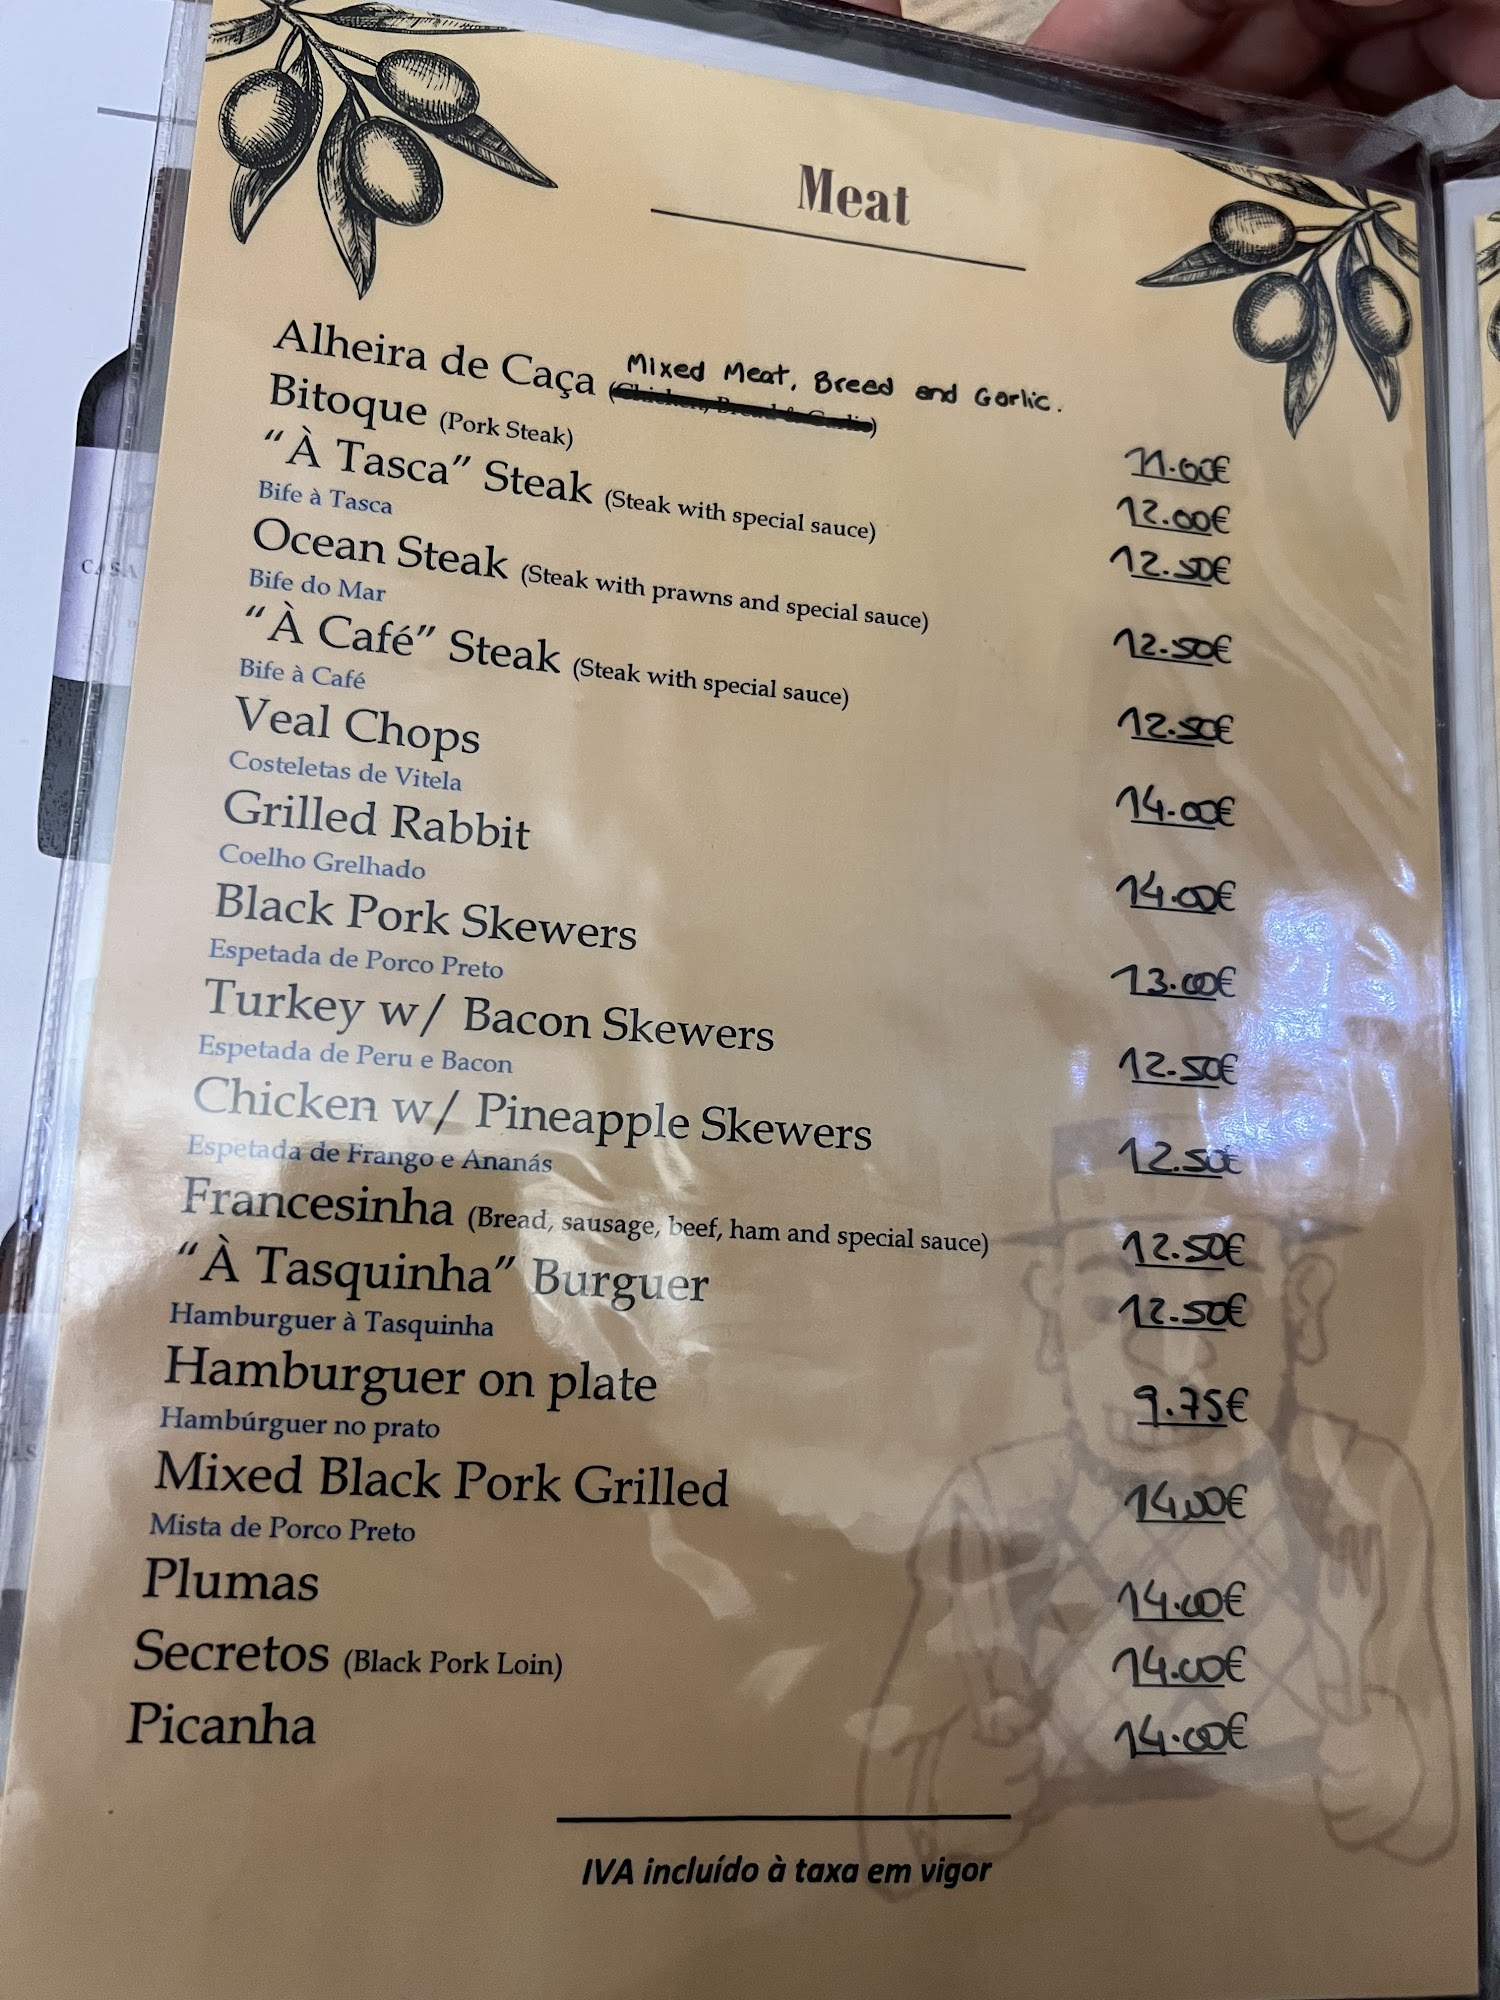 Meat
Mixed Meat, Bread and Garlic.
Alheira de Caça (Chicken, Bread & Garlic) 11.00€
Bitoque (Pork Steak) 12.00€
“À Tasca” Steak (Steak with special sauce) 12.50€
Bife à Tasca
Ocean Steak (Steak with prawns and special sauce) 12.50€
Bife do Mar
“À Café” Steak (Steak with special sauce) 12.50€
Bife à Café
Veal Chops 14.00€
Costeletas de Vitela
Grilled Rabbit 14.00€
Coelho Grelhado
Black Pork Skewers 13.00€
Espetada de Porco Preto
Turkey w/ Bacon Skewers 12.50€
Espetada de Peru e Bacon
Chicken w/ Pineapple Skewers 12.50€
Espetada de Frango e Ananás
Francesinha (Bread, sausage, beef, ham and special sauce) 12.50€
“À Tasquinha” Burguer 12.50€
Hamburguer à Tasquinha
Hamburguer on plate 9.75€
Hambúrguer no prato
Mixed Black Pork Grilled 14,00€
Mista de Porco Preto
Plumas 14.00€
Secretos (Black Pork Loin) 14.00€
Picanha 14.00€
IVA incluído à taxa em vigor
CASA